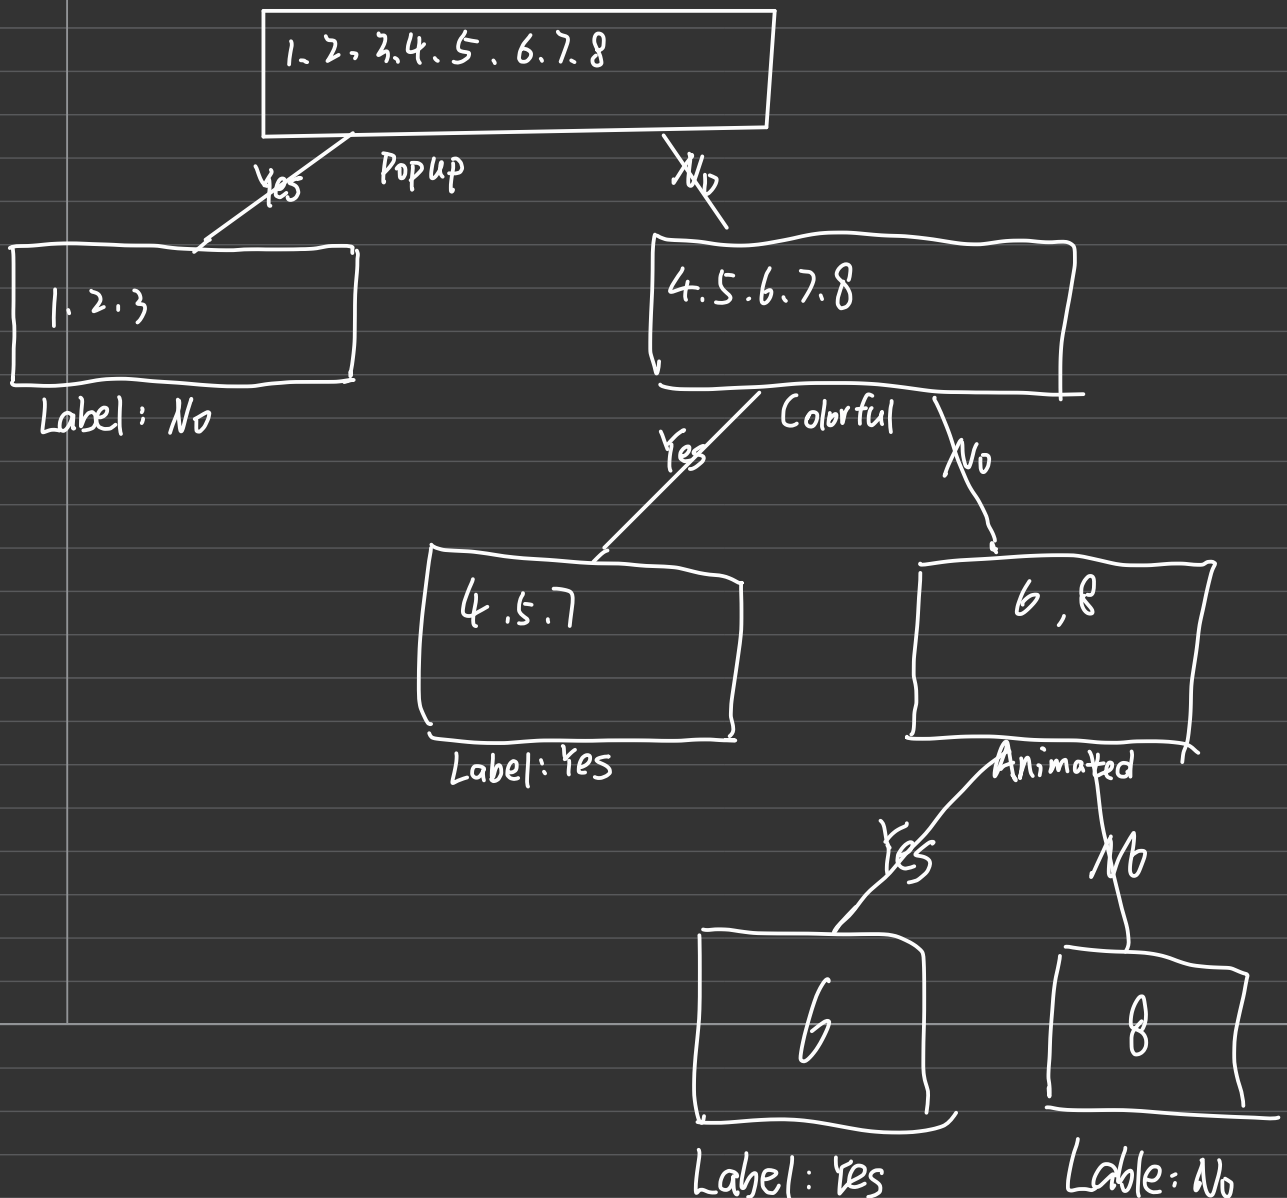 1. 2. 3. 4. 5. 6. 7. 8
Popup
Yes
No
1. 2. 3
4. 5. 6. 7. 8
Label: No
Colorful
Yes
No
4. 5. 7
6, 8
Label: Yes
Animated
Yes
No
6
8
Label: Yes
Lable: No